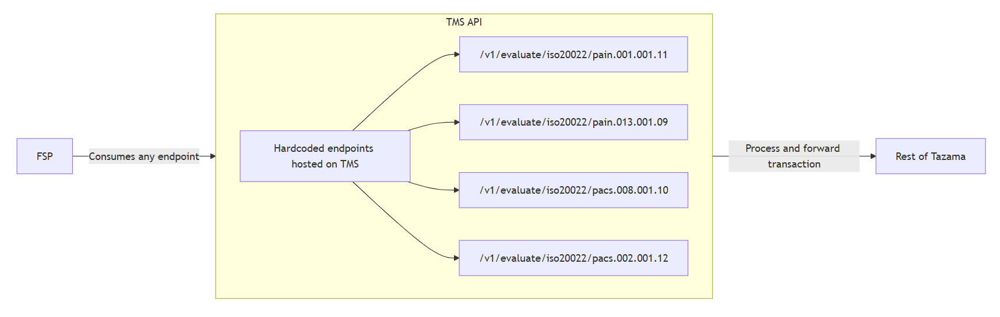 TMS API
/v1/evaluate/iso20022/pain.001.001.11
/v1/evaluate/iso20022/pain.013.001.09
FSP
Consumes any endpoint
Hardcoded endpoints
hosted on TMS
Process and forward
transaction
Rest of Tazama
/v1/evaluate/iso20022/pacs.008.001.10
/v1/evaluate/iso20022/pacs.002.001.12